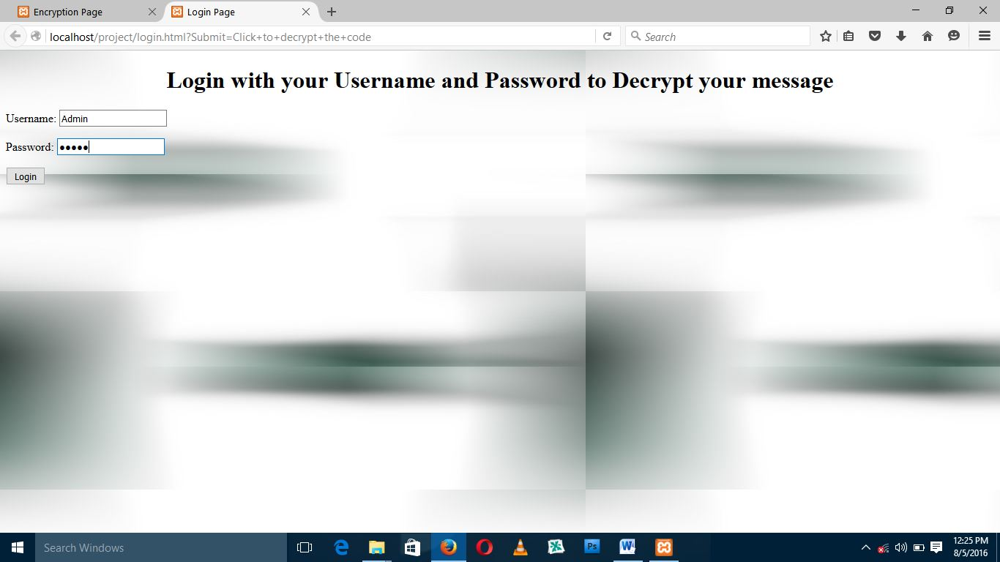 Encryption Page
Login Page
localhost/project/login.html?Submit=Click+to+decrypt+the+code
Search
Login with your Username and Password to Decrypt your message
Username: Admin
Password: •••••
Login
Search Windows
Ps
W
12:25 PM
8/5/2016